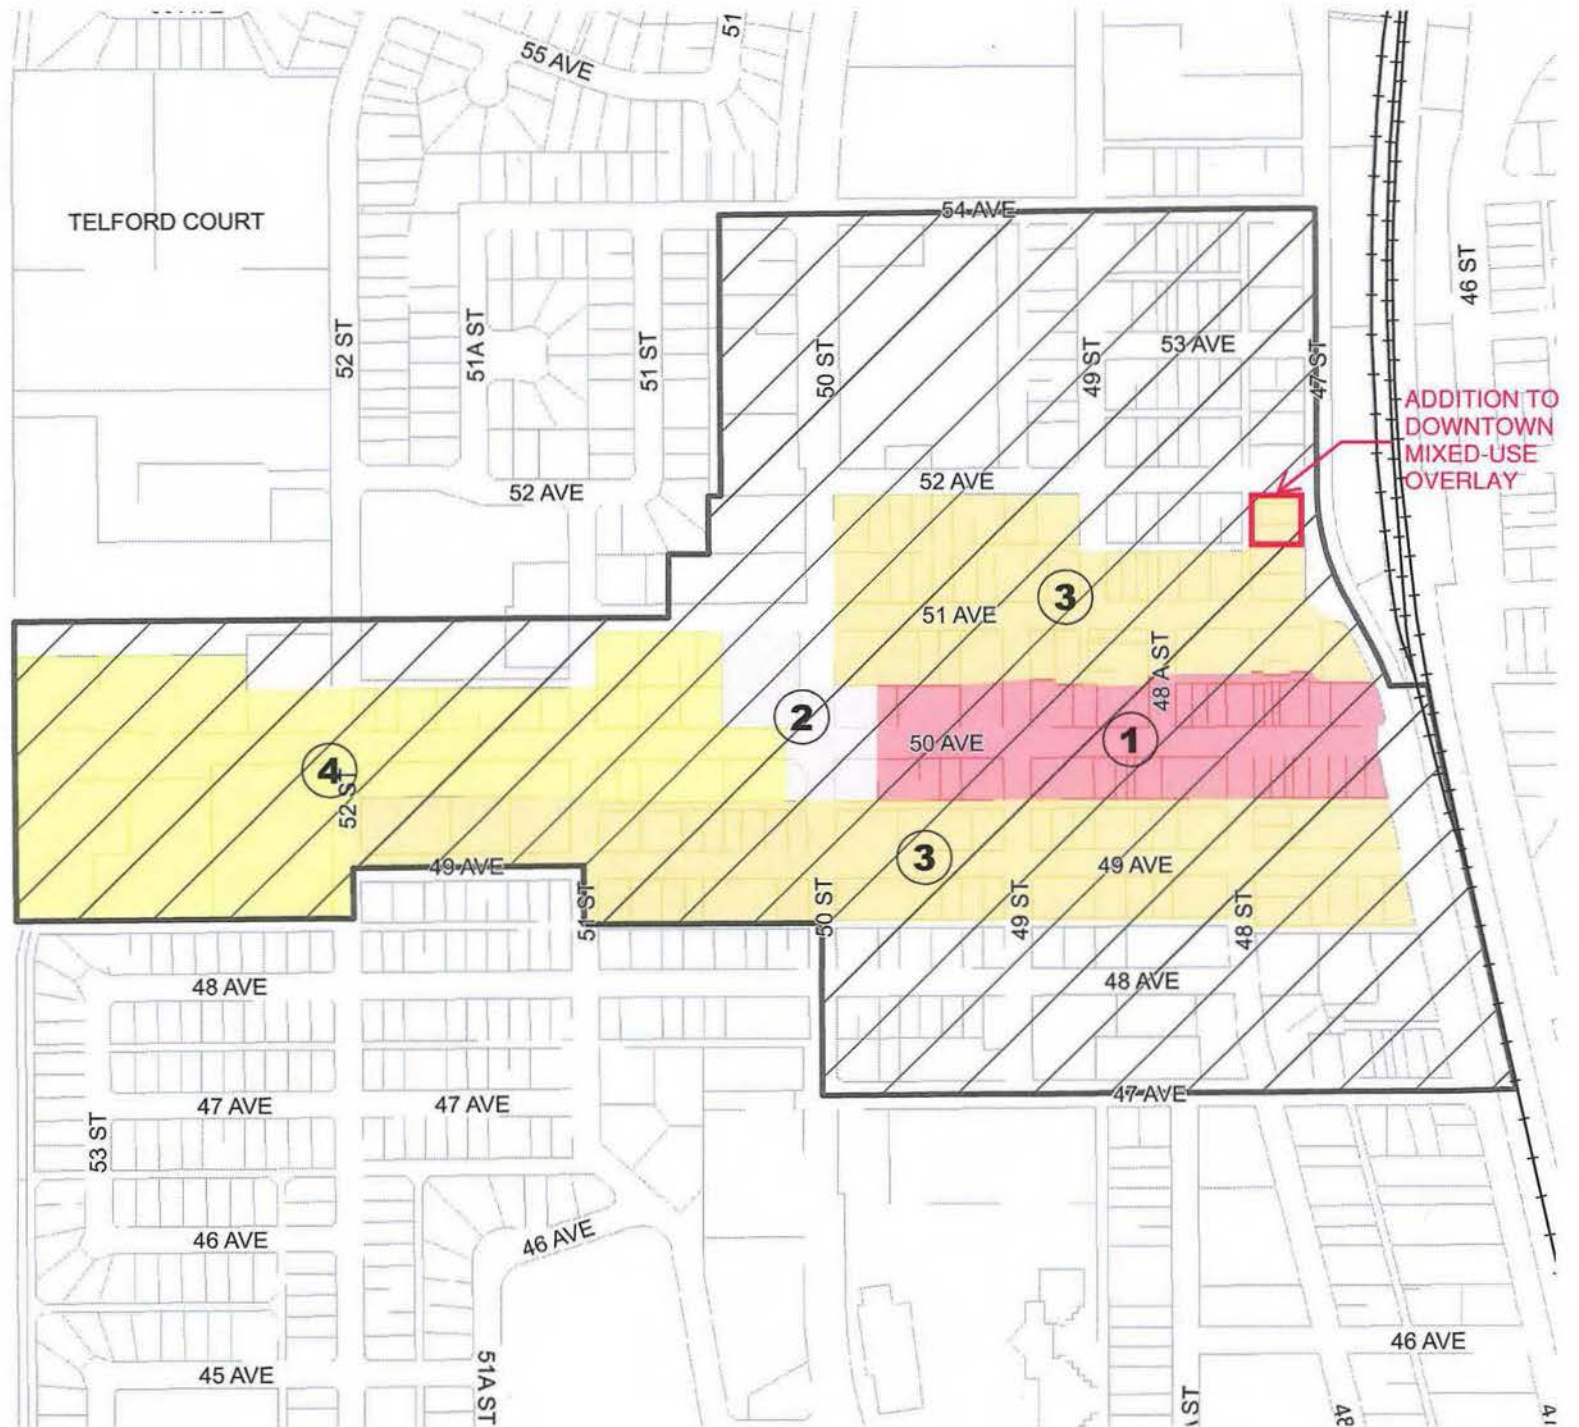 51
55 AVE
TELFORD COURT
54 AVE
46 ST
52 ST
51A ST
51 ST
50 ST
49 ST
53 AVE
47 ST
ADDITION TO
DOWNTOWN
MIXED-USE
OVERLAY
52 AVE
52 AVE
3
51 AVE
48 A ST
2
50 AVE
1
4
52 ST
3
49 AVE
49 AVE
51 ST
50 ST
49 ST
48 ST
48 AVE
48 AVE
47 AVE
47 AVE
47 AVE
53 ST
46 AVE
46 AVE
46 AVE
45 AVE
51A ST